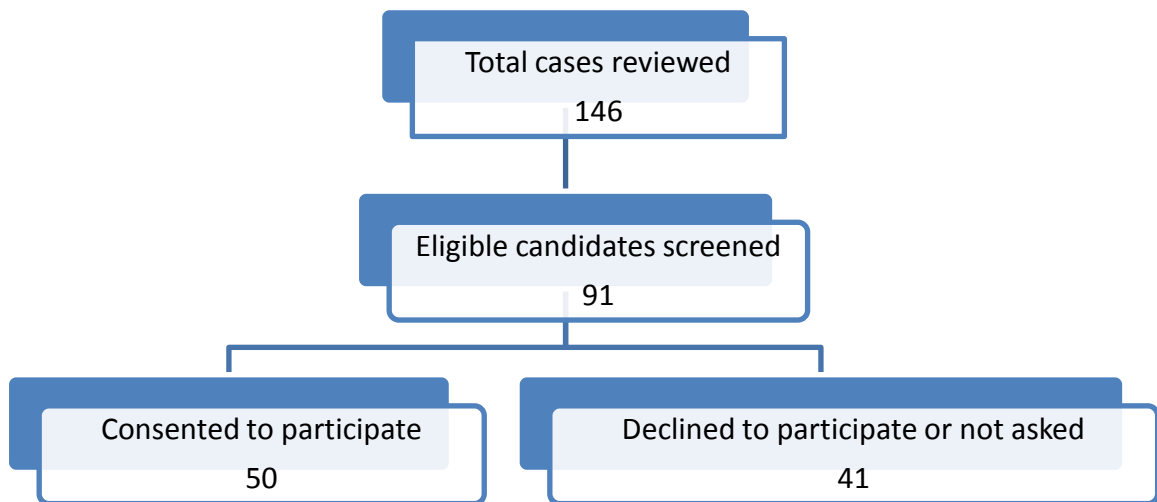 Total cases reviewed
146
Eligible candidates screened
91
Consented to participate
50
Declined to participate or not asked
41